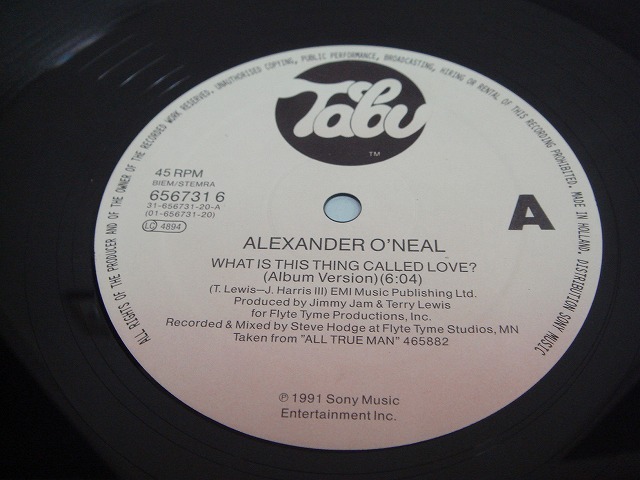 ALL RIGHTS OF THE PRODUCER AND OF THE OWNER OF THE RECORDED WORK RESERVED, UNAUTHORISED COPYING, PUBLIC PERFORMANCE, BROADCASTING, HIRING OR RENTAL OF THIS RECORDING PROHIBITED, MADE IN HOLLAND, DISTRIBUTION SONY MUSIC
Tabu
TM
45 RPM
BIEM/STEMRA
656731 6
31-656731-20-A
(01-656731-20)
LC 4894
A
ALEXANDER O'NEAL
WHAT IS THIS THING CALLED LOVE?
(Album Version)(6:04)
(T. Lewis—J. Harris III) EMI Music Publishing Ltd.
Produced by Jimmy Jam & Terry Lewis
for Flyte Tyme Productions, Inc.
Recorded & Mixed by Steve Hodge at Flyte Tyme Studios, MN
Taken from "ALL TRUE MAN" 465882
℗ 1991 Sony Music
Entertainment Inc.